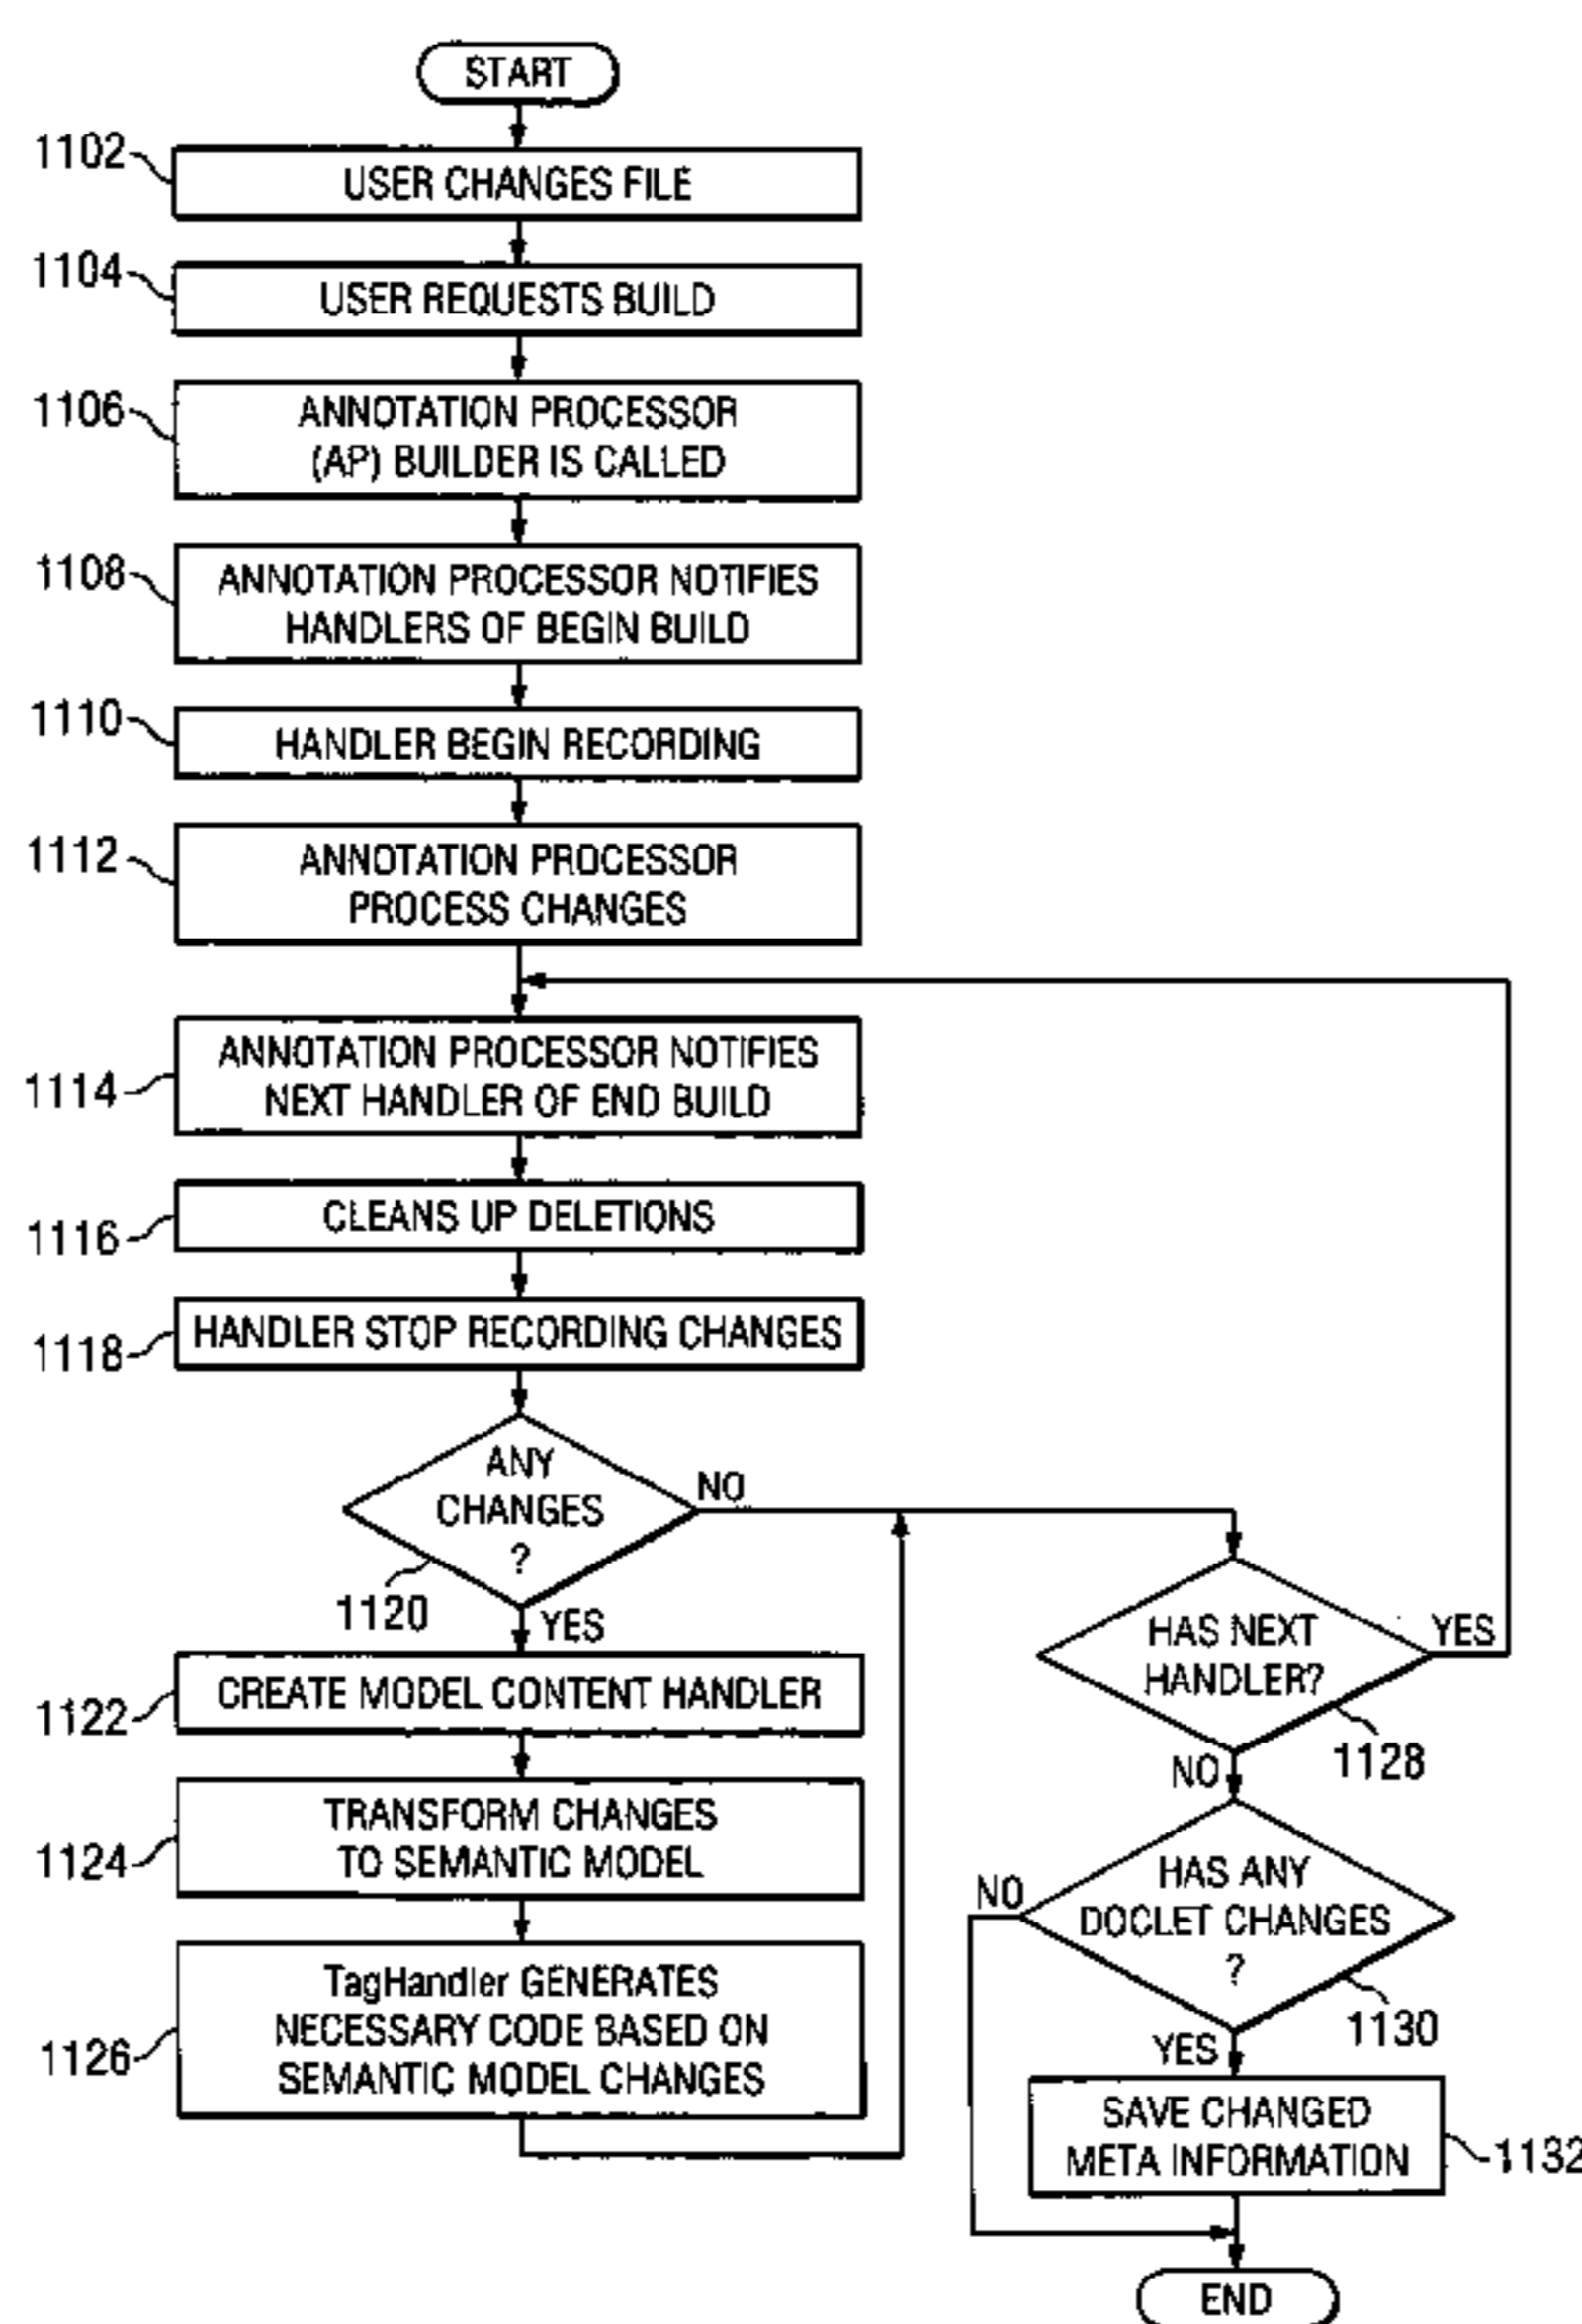 START
1102
USER CHANGES FILE
1104
USER REQUESTS BUILD
1106
ANNOTATION PROCESSOR
(AP) BUILDER IS CALLED
1108
ANNOTATION PROCESSOR NOTIFIES
HANDLERS OF BEGIN BUILD
1110
HANDLER BEGIN RECORDING
1112
ANNOTATION PROCESSOR
PROCESS CHANGES
1114
ANNOTATION PROCESSOR NOTIFIES
NEXT HANDLER OF END BUILD
1116
CLEANS UP DELETIONS
1118
HANDLER STOP RECORDING CHANGES
ANY
CHANGES
?
NO
1120
YES
1122
CREATE MODEL CONTENT HANDLER
1124
TRANSFORM CHANGES
TO SEMANTIC MODEL
1126
TagHandler GENERATES
NECESSARY CODE BASED ON
SEMANTIC MODEL CHANGES
HAS NEXT
HANDLER?
YES
1128
NO
HAS ANY
DOCLET CHANGES
?
NO
1130
YES
SAVE CHANGED
META INFORMATION
1132
END